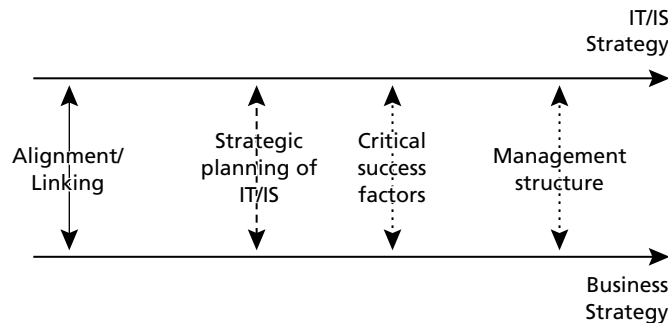 IT/IS
Strategy
Alignment/
Linking
Strategic
planning of
IT/IS
Critical
success
factors
Management
structure
Business
Strategy